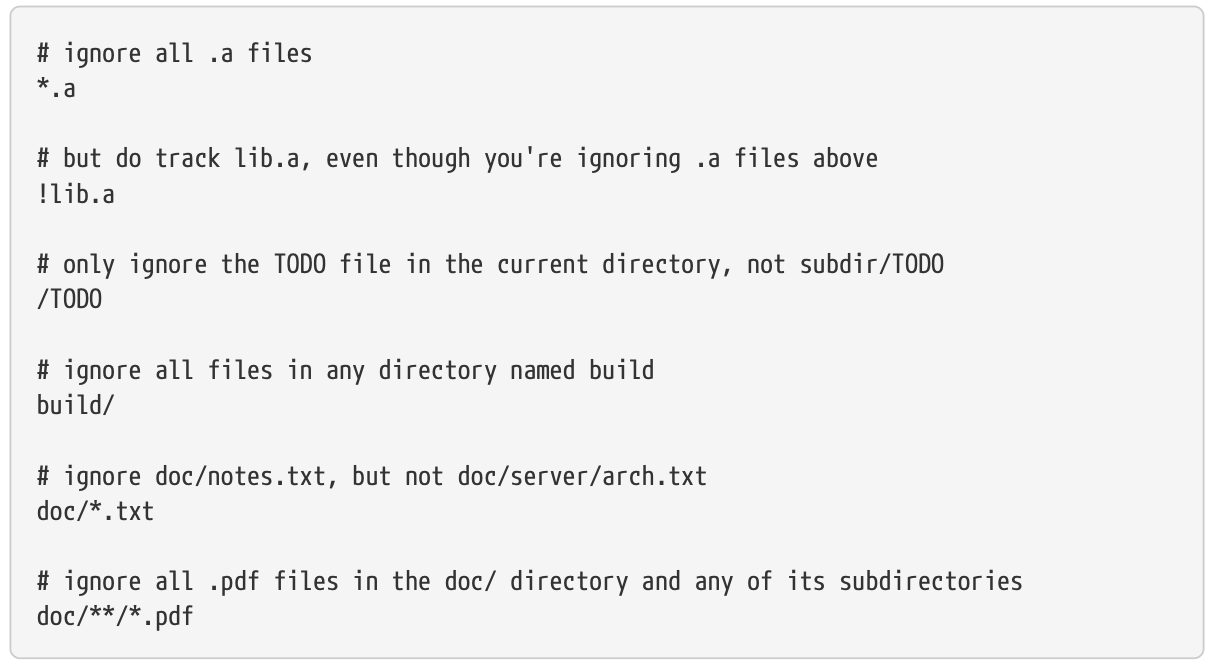 # ignore all .a files
*.a
# but do track lib.a, even though you're ignoring .a files above
!lib.a
# only ignore the TODO file in the current directory, not subdir/TODO
/TODO
# ignore all files in any directory named build
build/
# ignore doc/notes.txt, but not doc/server/arch.txt
doc/*.txt
# ignore all .pdf files in the doc/ directory and any of its subdirectories
doc/**/*.pdf